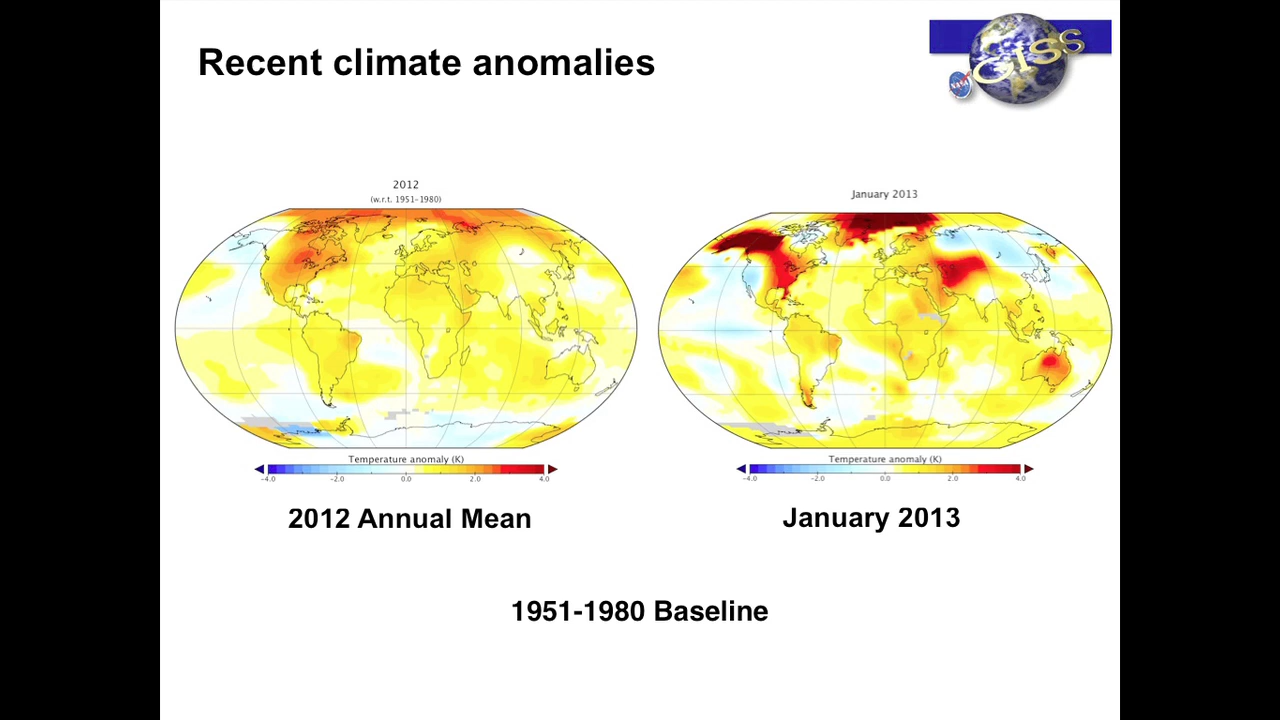 Recent climate anomalies
GISS
NASA
2012
(w.r.t. 1951-1980)
January 2013
Temperature anomaly (K)
-4.0 -2.0 0.0 2.0 4.0
Temperature anomaly (K)
-4.0 -2.0 0.0 2.0 4.0
2012 Annual Mean
January 2013
1951-1980 Baseline